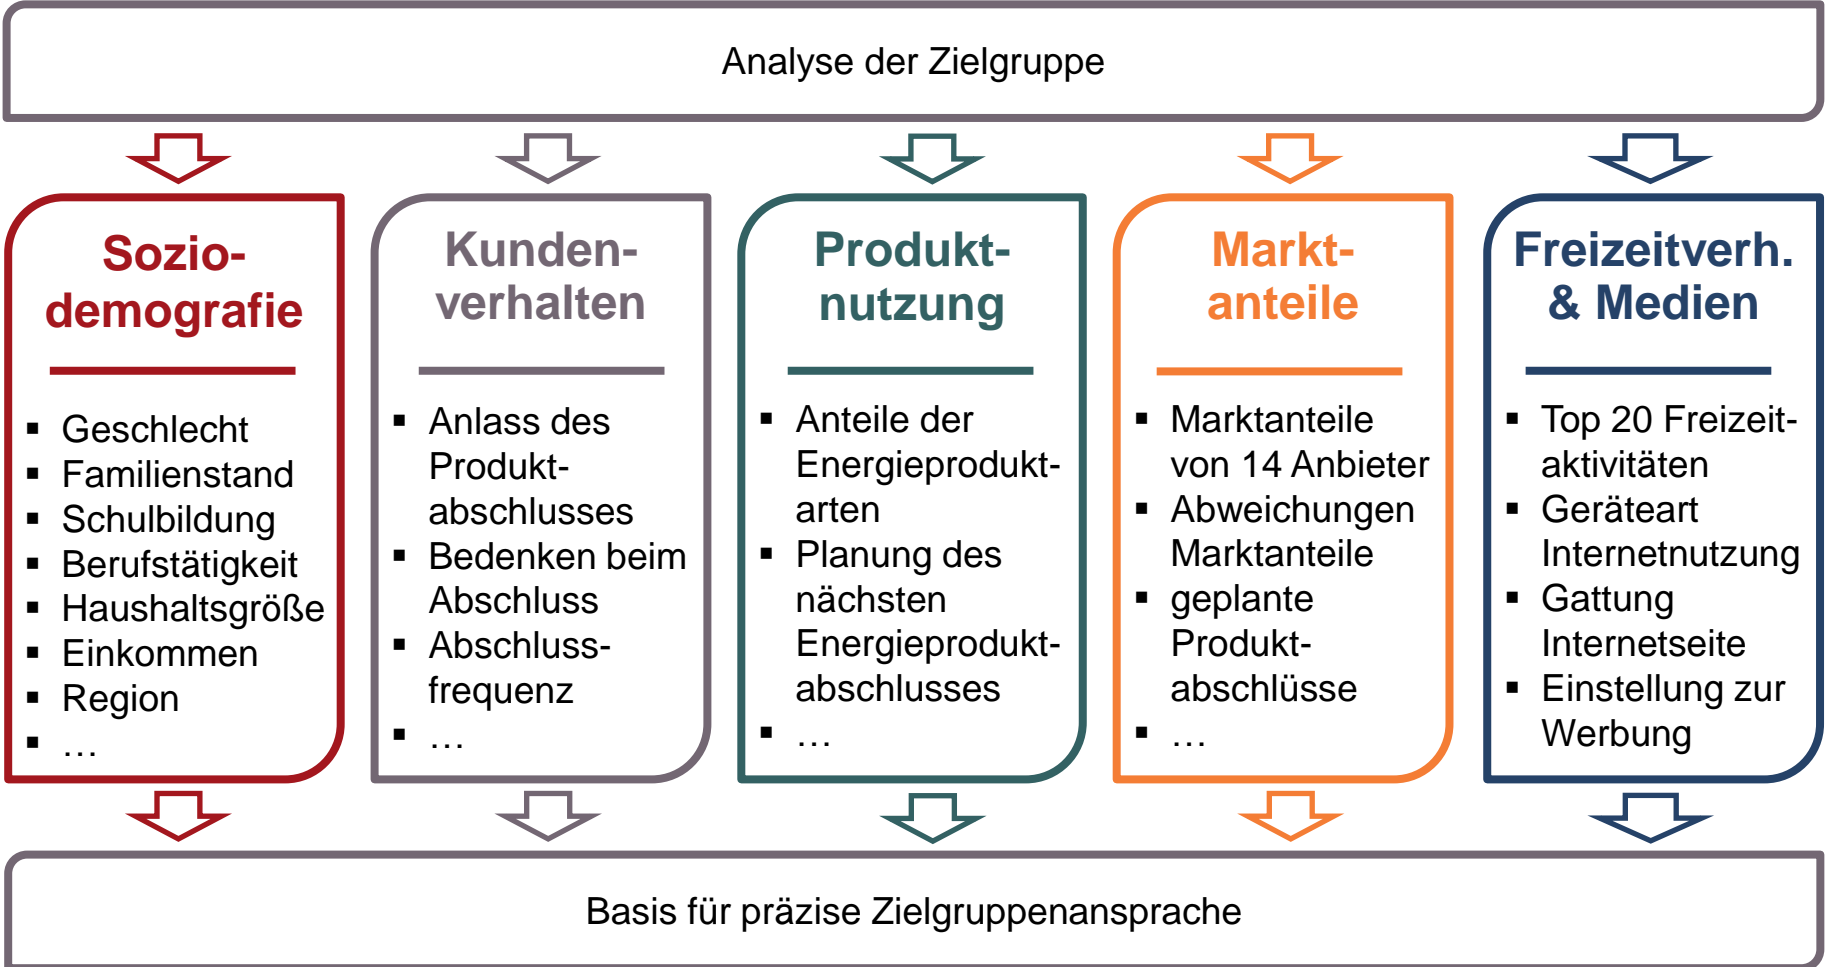 Analyse der Zielgruppe
Sozio-
demografie
▪ Geschlecht
▪ Familienstand
▪ Schulbildung
▪ Berufstätigkeit
▪ Haushaltsgröße
▪ Einkommen
▪ Region
▪ …
Kunden-
verhalten
▪ Anlass des
Produkt-
abschlusses
▪ Bedenken beim
Abschluss
▪ Abschluss-
frequenz
▪ …
Produkt-
nutzung
▪ Anteile der
Energieprodukt-
arten
▪ Planung des
nächsten
Energieprodukt-
abschlusses
▪ …
Markt-
anteile
▪ Marktanteile
von 14 Anbieter
▪ Abweichungen
Marktanteile
▪ geplante
Produkt-
abschlüsse
▪ …
Freizeitverh.
& Medien
▪ Top 20 Freizeit-
aktivitäten
▪ Geräteart
Internetnutzung
▪ Gattung
Internetseite
▪ Einstellung zur
Werbung
Basis für präzise Zielgruppenansprache